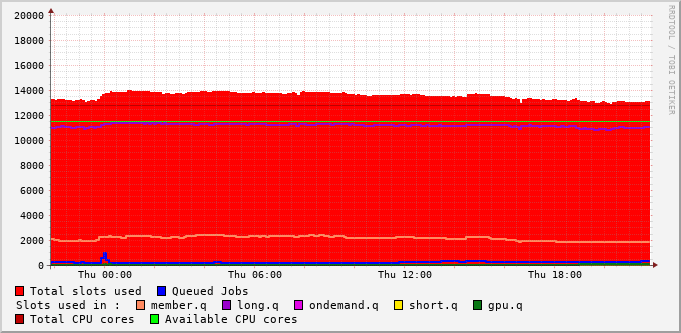 20000
18000
16000
14000
12000
10000
8000
6000
4000
2000
0
Thu 00:00 Thu 06:00 Thu 12:00 Thu 18:00
RRDTOOL / TOBI OETIKER
Total slots used Queued Jobs
Slots used in : member.q long.q ondemand.q short.q gpu.q
Total CPU cores Available CPU cores